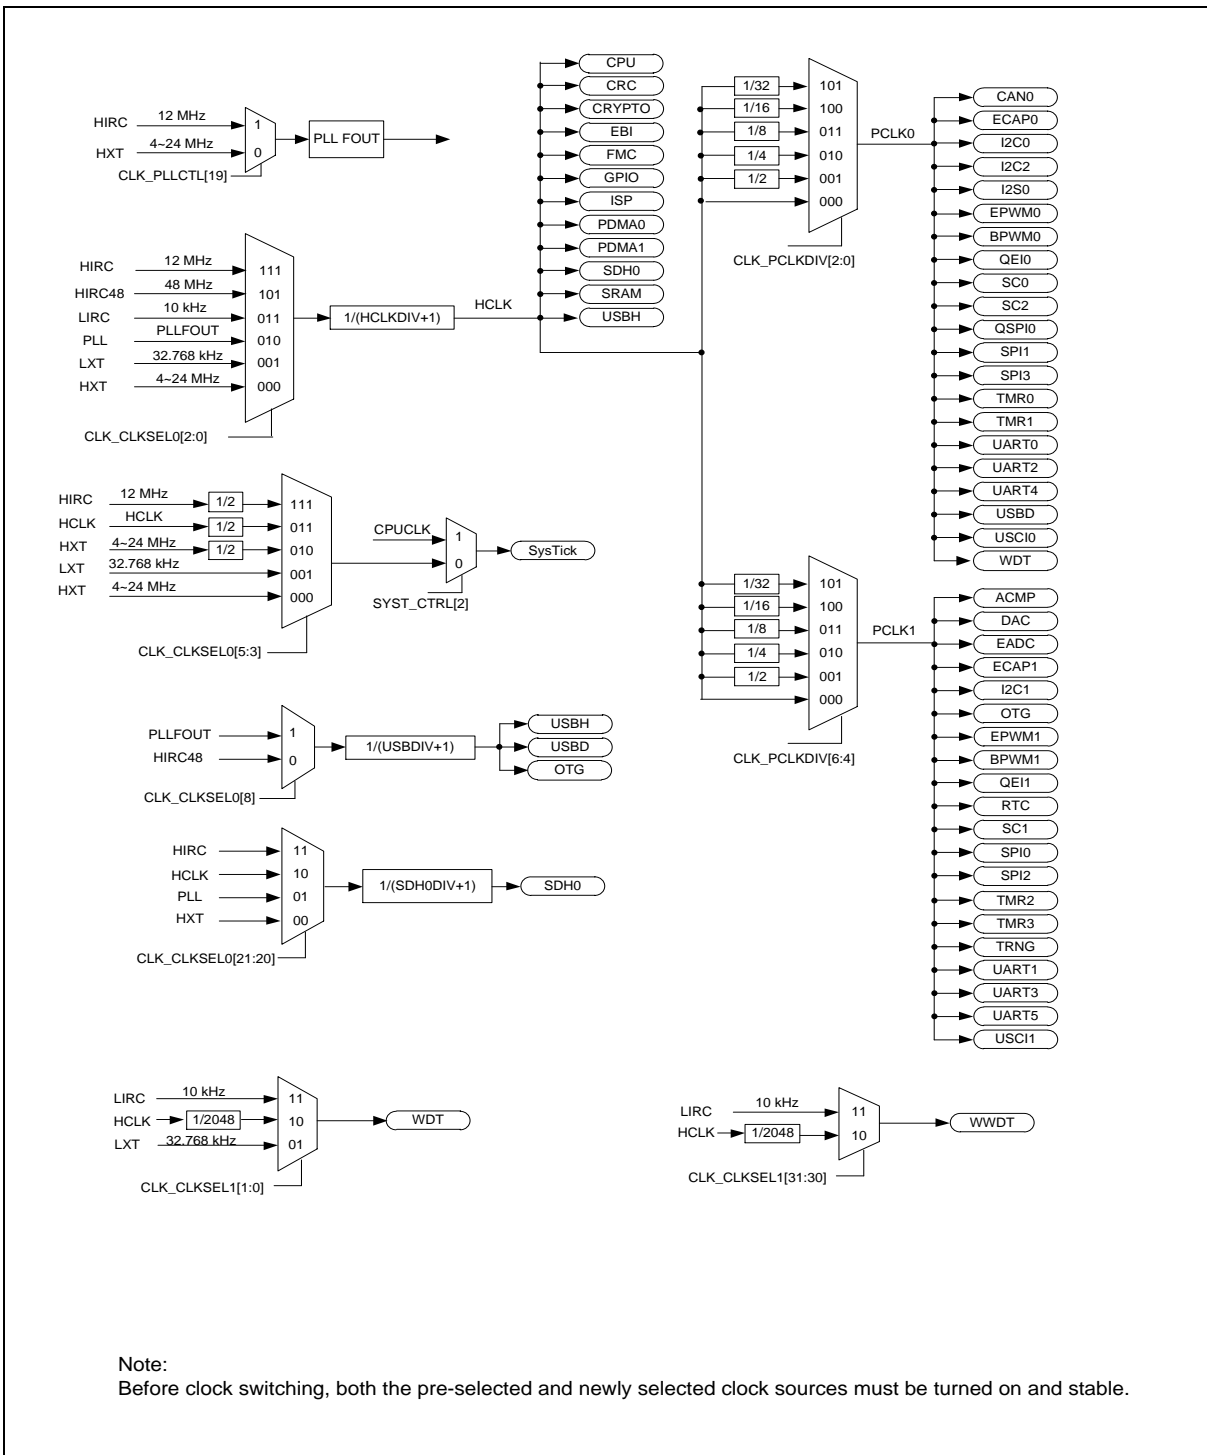 HIRC
12 MHz
1
HXT
4~24 MHz
0
PLL FOUT
CLK_PLLCTL[19]
HIRC
12 MHz
111
HIRC48
48 MHz
101
LIRC
10 kHz
011
PLL
PLLFOUT
010
LXT
32.768 kHz
001
HXT
4~24 MHz
000
CLK_CLKSEL0[2:0]
1/(HCLKDIV+1)
HCLK
CPU
CRC
CRYPTO
EBI
FMC
GPIO
ISP
PDMA0
PDMA1
SDH0
SRAM
USBH
1/32
101
1/16
100
1/8
011
1/4
010
1/2
001
000
CLK_PCLKDIV[2:0]
PCLK0
CAN0
ECAP0
I2C0
I2C2
I2S0
EPWM0
BPWM0
QEI0
SC0
SC2
QSPI0
SPI1
SPI3
TMR0
TMR1
UART0
UART2
UART4
USBD
USCI0
WDT
HIRC
12 MHz
1/2
111
HCLK
HCLK
1/2
011
HXT
4~24 MHz
1/2
010
LXT
32.768 kHz
001
HXT
4~24 MHz
000
CLK_CLKSEL0[5:3]
CPUCLK
1
0
SYST_CTRL[2]
SysTick
1/32
101
1/16
100
1/8
011
1/4
010
1/2
001
000
CLK_PCLKDIV[6:4]
PCLK1
ACMP
DAC
EADC
ECAP1
I2C1
OTG
EPWM1
BPWM1
QEI1
RTC
SC1
SPI0
SPI2
TMR2
TMR3
TRNG
UART1
UART3
UART5
USCI1
PLLFOUT
1
HIRC48
0
CLK_CLKSEL0[8]
1/(USBDIV+1)
USBH
USBD
OTG
HIRC
11
HCLK
10
PLL
01
HXT
00
CLK_CLKSEL0[21:20]
1/(SDH0DIV+1)
SDH0
LIRC
10 kHz
11
HCLK
1/2048
10
LXT
32.768 kHz
01
CLK_CLKSEL1[1:0]
WDT
LIRC
10 kHz
11
HCLK
1/2048
10
CLK_CLKSEL1[31:30]
WWDT
Note:
Before clock switching, both the pre-selected and newly selected clock sources must be turned on and stable.